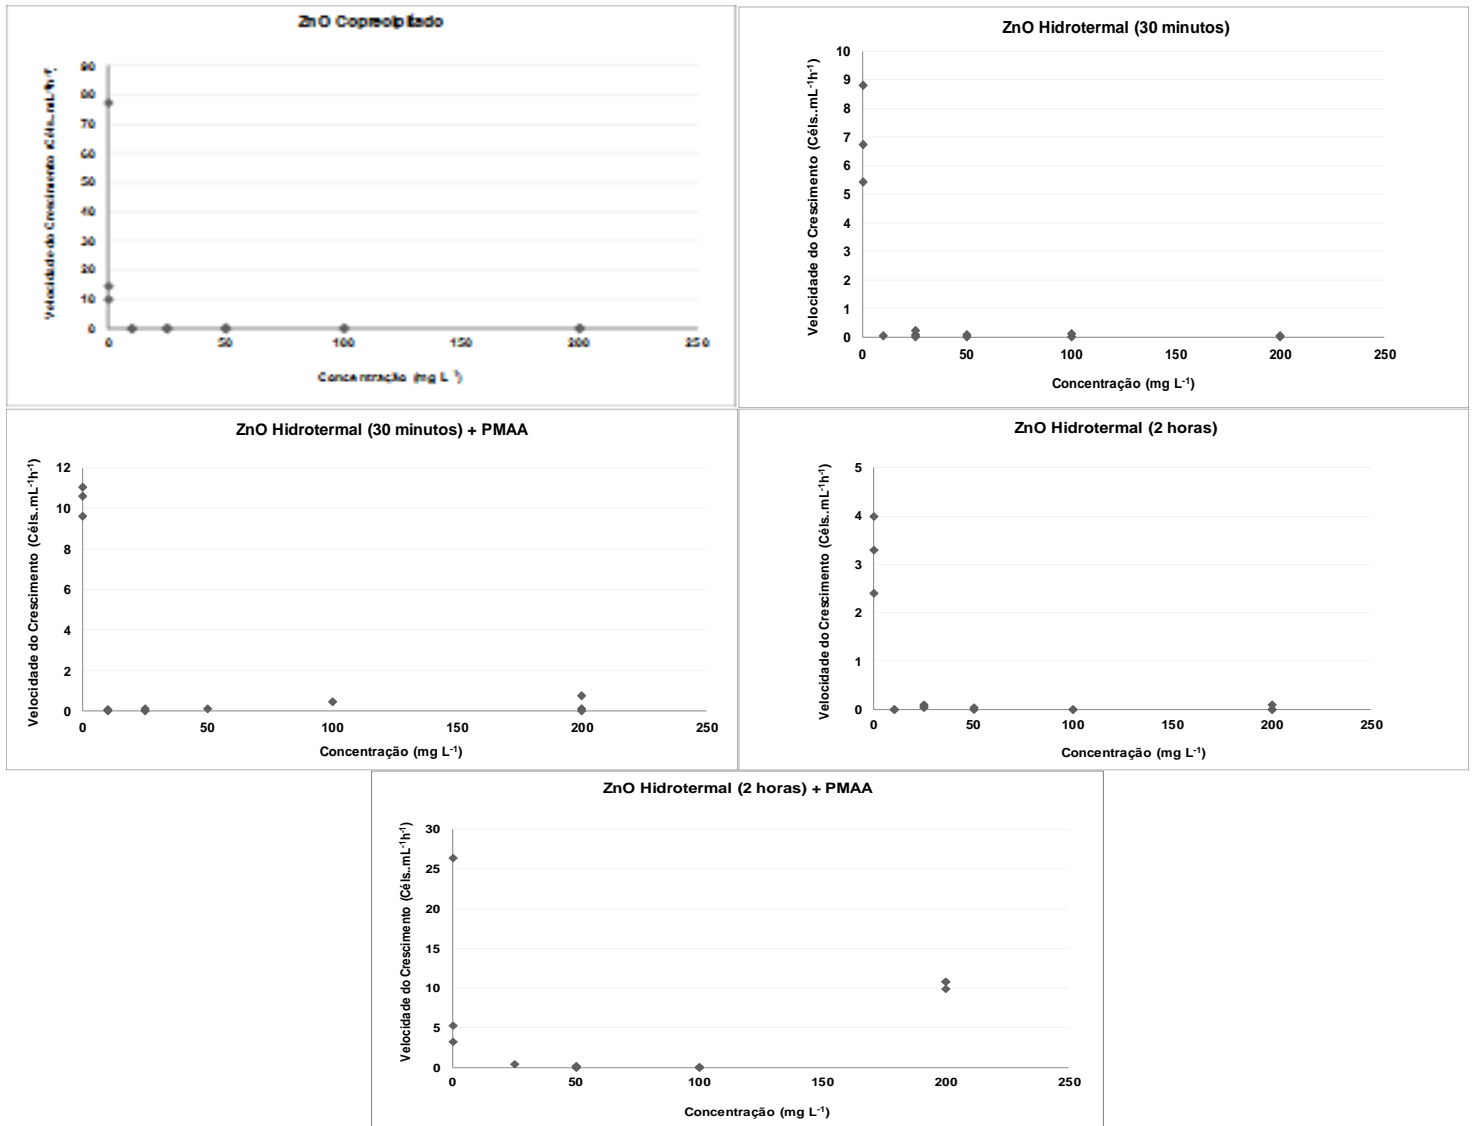 ZnO Coprecipitado
Velocidade do Crescimento (Céls..mL⁻¹h⁻¹)
90
80
70
60
50
40
30
20
10
0
0 50 100 150 200 250
Concentração (mg L⁻¹)
ZnO Hidrotermal (30 minutos)
Velocidade do Crescimento (Céls..mL⁻¹h⁻¹)
10
9
8
7
6
5
4
3
2
1
0
0 50 100 150 200 250
Concentração (mg L⁻¹)
ZnO Hidrotermal (30 minutos) + PMAA
Velocidade do Crescimento (Céls..mL⁻¹h⁻¹)
12
10
8
6
4
2
0
0 50 100 150 200 250
Concentração (mg L⁻¹)
ZnO Hidrotermal (2 horas)
Velocidade do Crescimento (Céls..mL⁻¹h⁻¹)
5
4
3
2
1
0
0 50 100 150 200 250
Concentração (mg L⁻¹)
ZnO Hidrotermal (2 horas) + PMAA
Velocidade do Crescimento (Céls..mL⁻¹h⁻¹)
30
25
20
15
10
5
0
0 50 100 150 200 250
Concentração (mg L⁻¹)